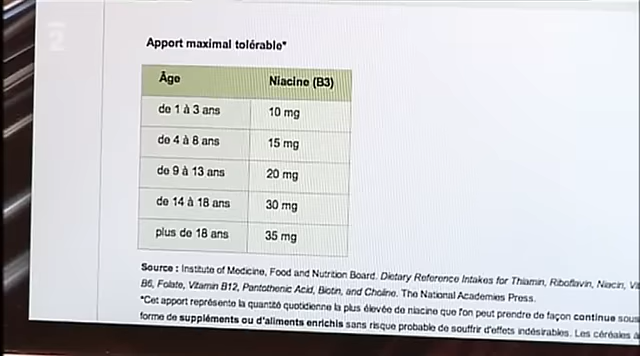 2
Apport maximal tolérable*
Âge Niacine (B3)
de 1 à 3 ans 10 mg
de 4 à 8 ans 15 mg
de 9 à 13 ans 20 mg
de 14 à 18 ans 30 mg
plus de 18 ans 35 mg
Source : Institute of Medicine, Food and Nutrition Board. Dietary Reference Intakes for Thiamin, Riboflavin, Niacin, Vit
B6, Folate, Vitamin B12, Pantothenic Acid, Biotin, and Choline. The National Academies Press.
*Cet apport représente la quantité quotidienne la plus élevée de niacine que l'on peut prendre de façon continue sous
forme de suppléments ou d'aliments enrichis sans risque probable de souffrir d'effets indésirables. Les céréales à